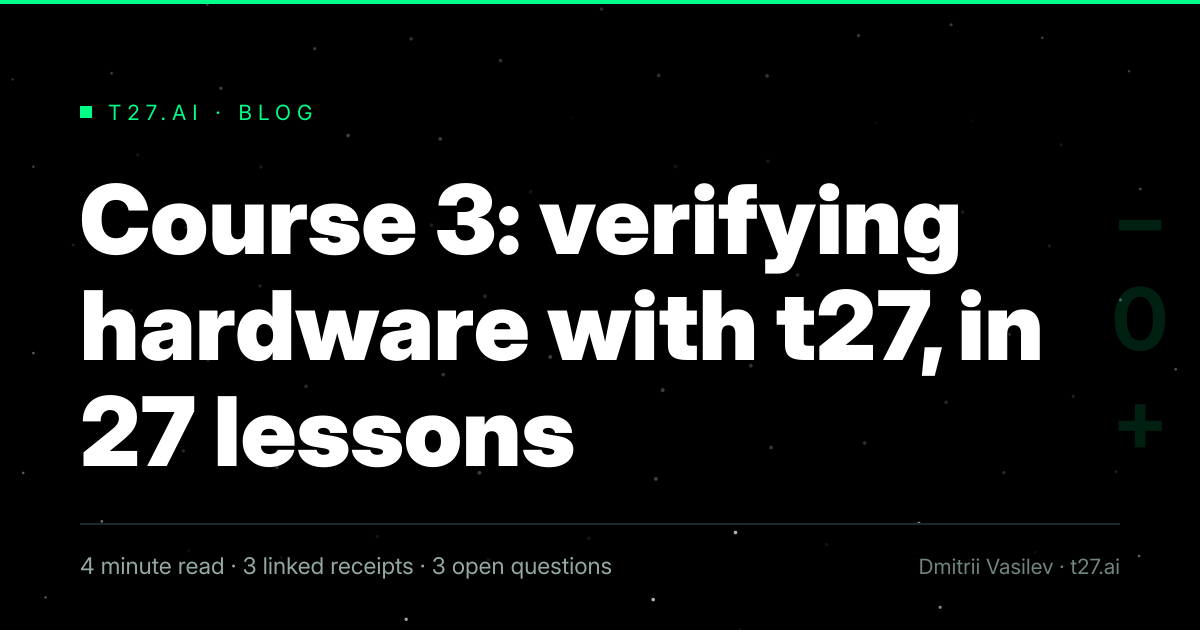 T27.AI · BLOG
Course 3: verifying
hardware with t27, in
27 lessons
−
0
+
4 minute read · 3 linked receipts · 3 open questions
Dmitrii Vasilev · t27.ai